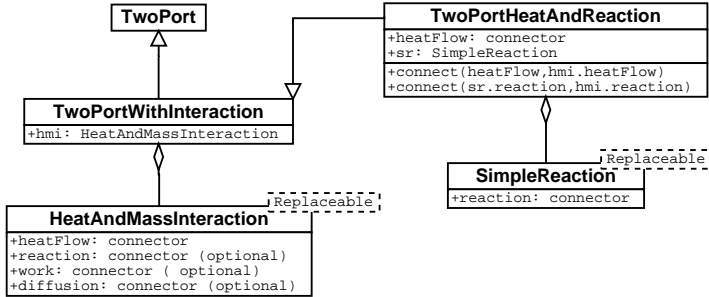 TwoPort
TwoPortHeatAndReaction
+heatFlow: connector
+sr: SimpleReaction
+connect(heatFlow,hmi.heatFlow)
+connect(sr.reaction,hmi.reaction)
TwoPortWithInteraction
+hmi: HeatAndMassInteraction
Replaceable
SimpleReaction
+reaction: connector
Replaceable
HeatAndMassInteraction
+heatFlow: connector
+reaction: connector (optional)
+work: connector ( optional)
+diffusion: connector (optional)